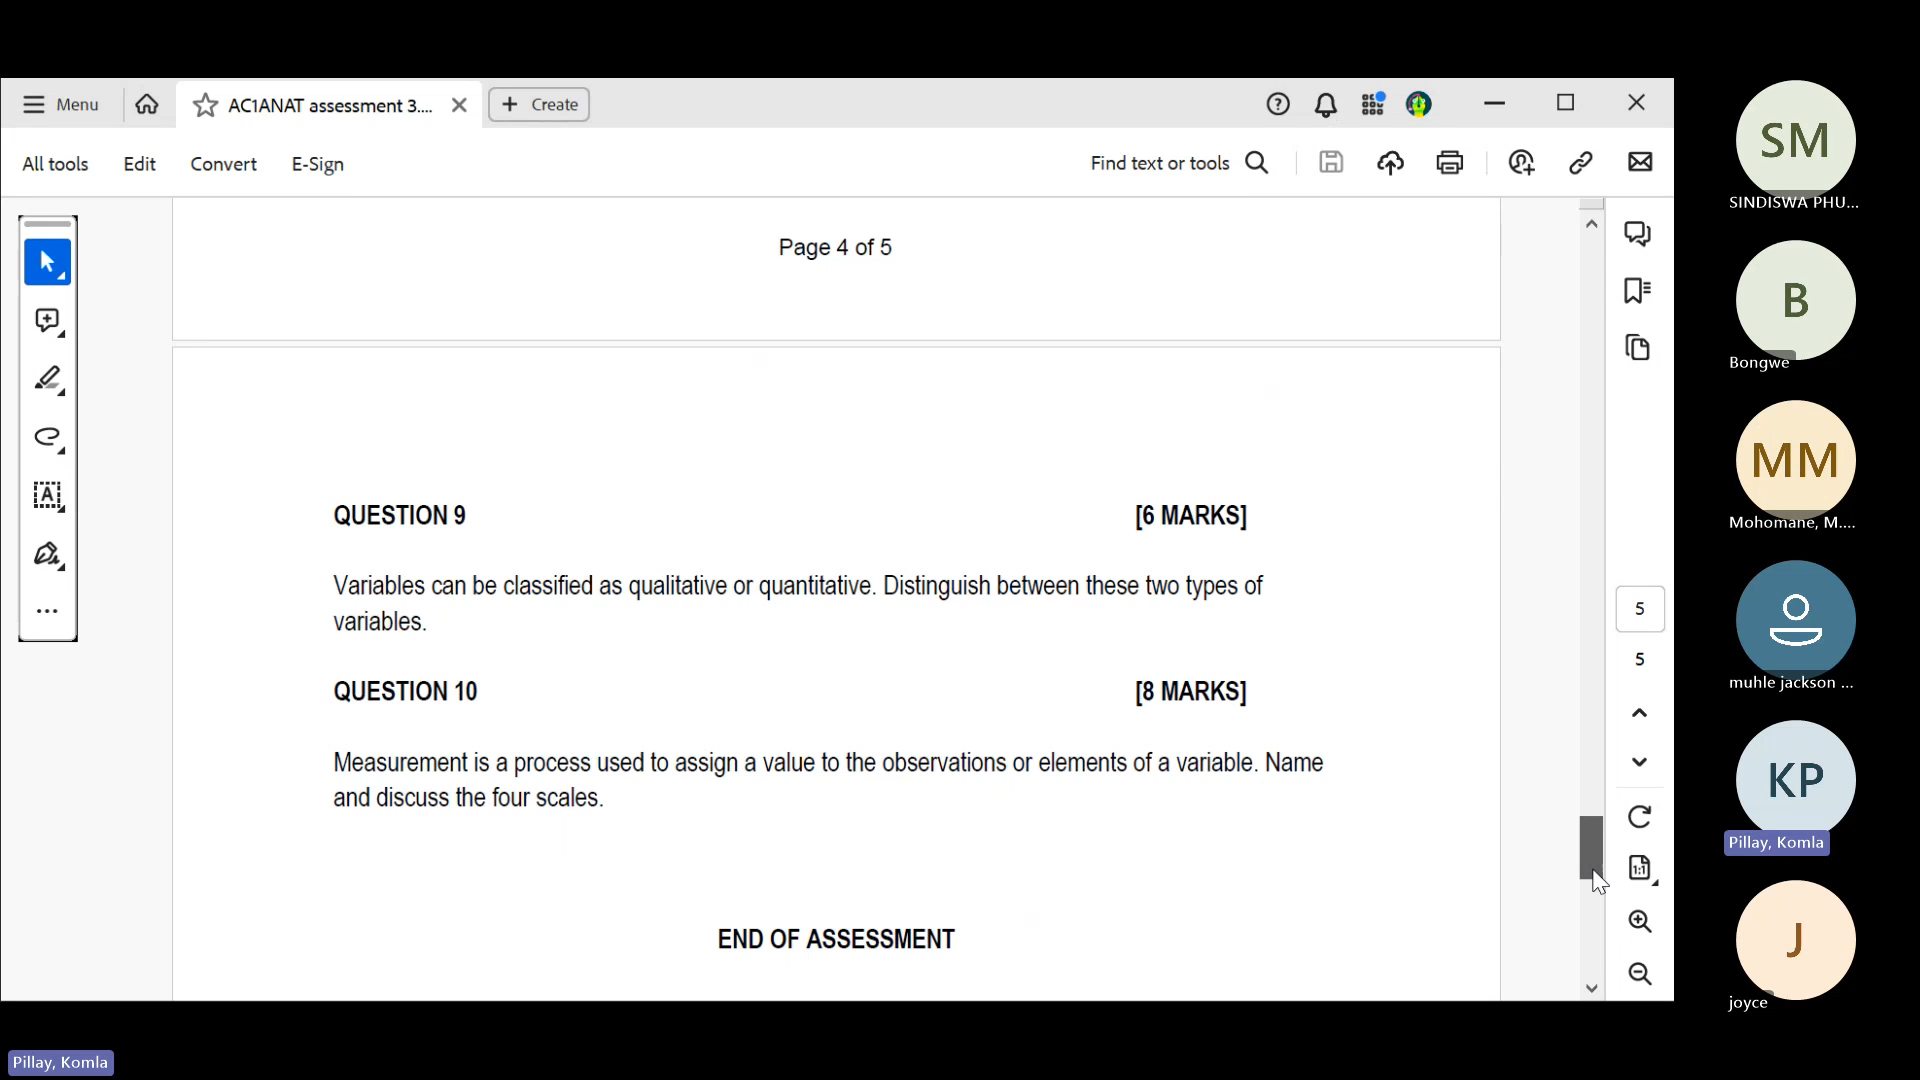 Menu
AC1ANAT assessment 3....
Create
All tools
Edit
Convert
E-Sign
Find text or tools
Page 4 of 5
QUESTION 9 [6 MARKS]
Variables can be classified as qualitative or quantitative. Distinguish between these two types of
variables.
QUESTION 10 [8 MARKS]
Measurement is a process used to assign a value to the observations or elements of a variable. Name
and discuss the four scales.
END OF ASSESSMENT
5
5
1:1
SM
SINDISWA PHU...
B
Bongwe
MM
Mohomane, M....
muhle jackson ...
KP
Pillay, Komla
J
joyce
Pillay, Komla